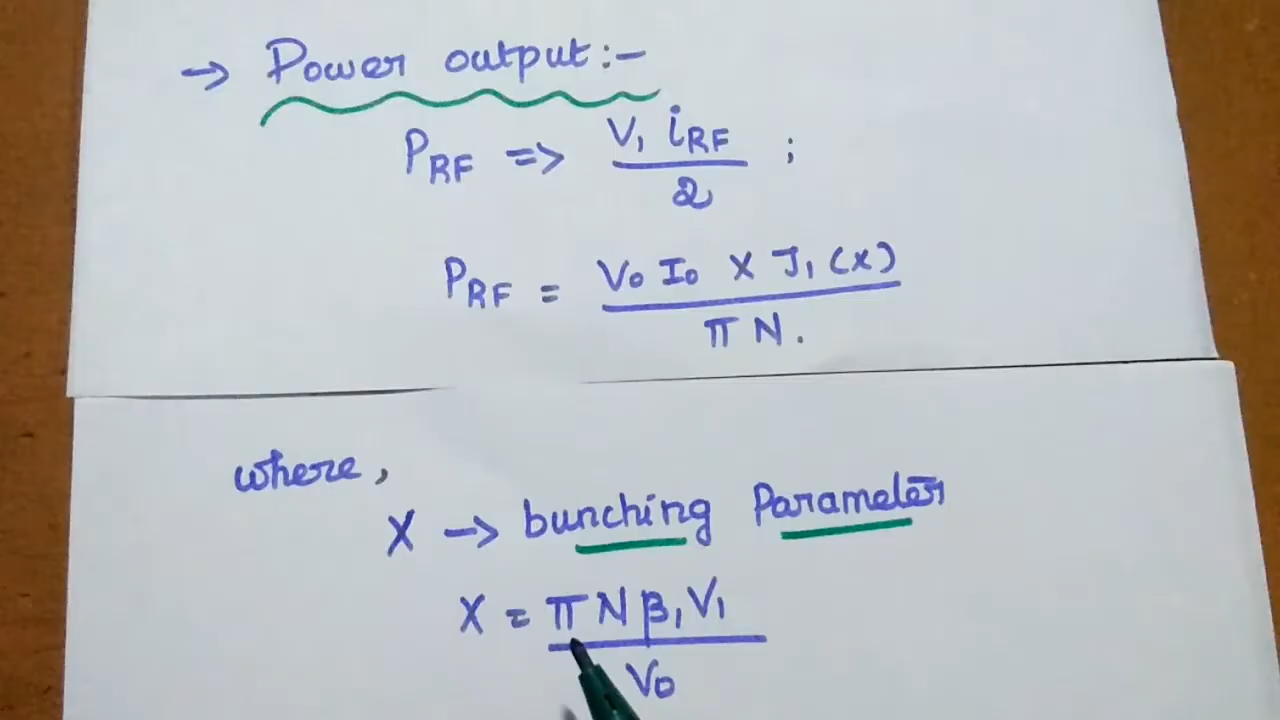 → Power output:-
P_RF => V₁ i_RF / 2 ;
P_RF = V₀ I₀ X J₁(x) / π N.
where,
X → bunching Parameter
X = π N β₁ V₁ / V₀